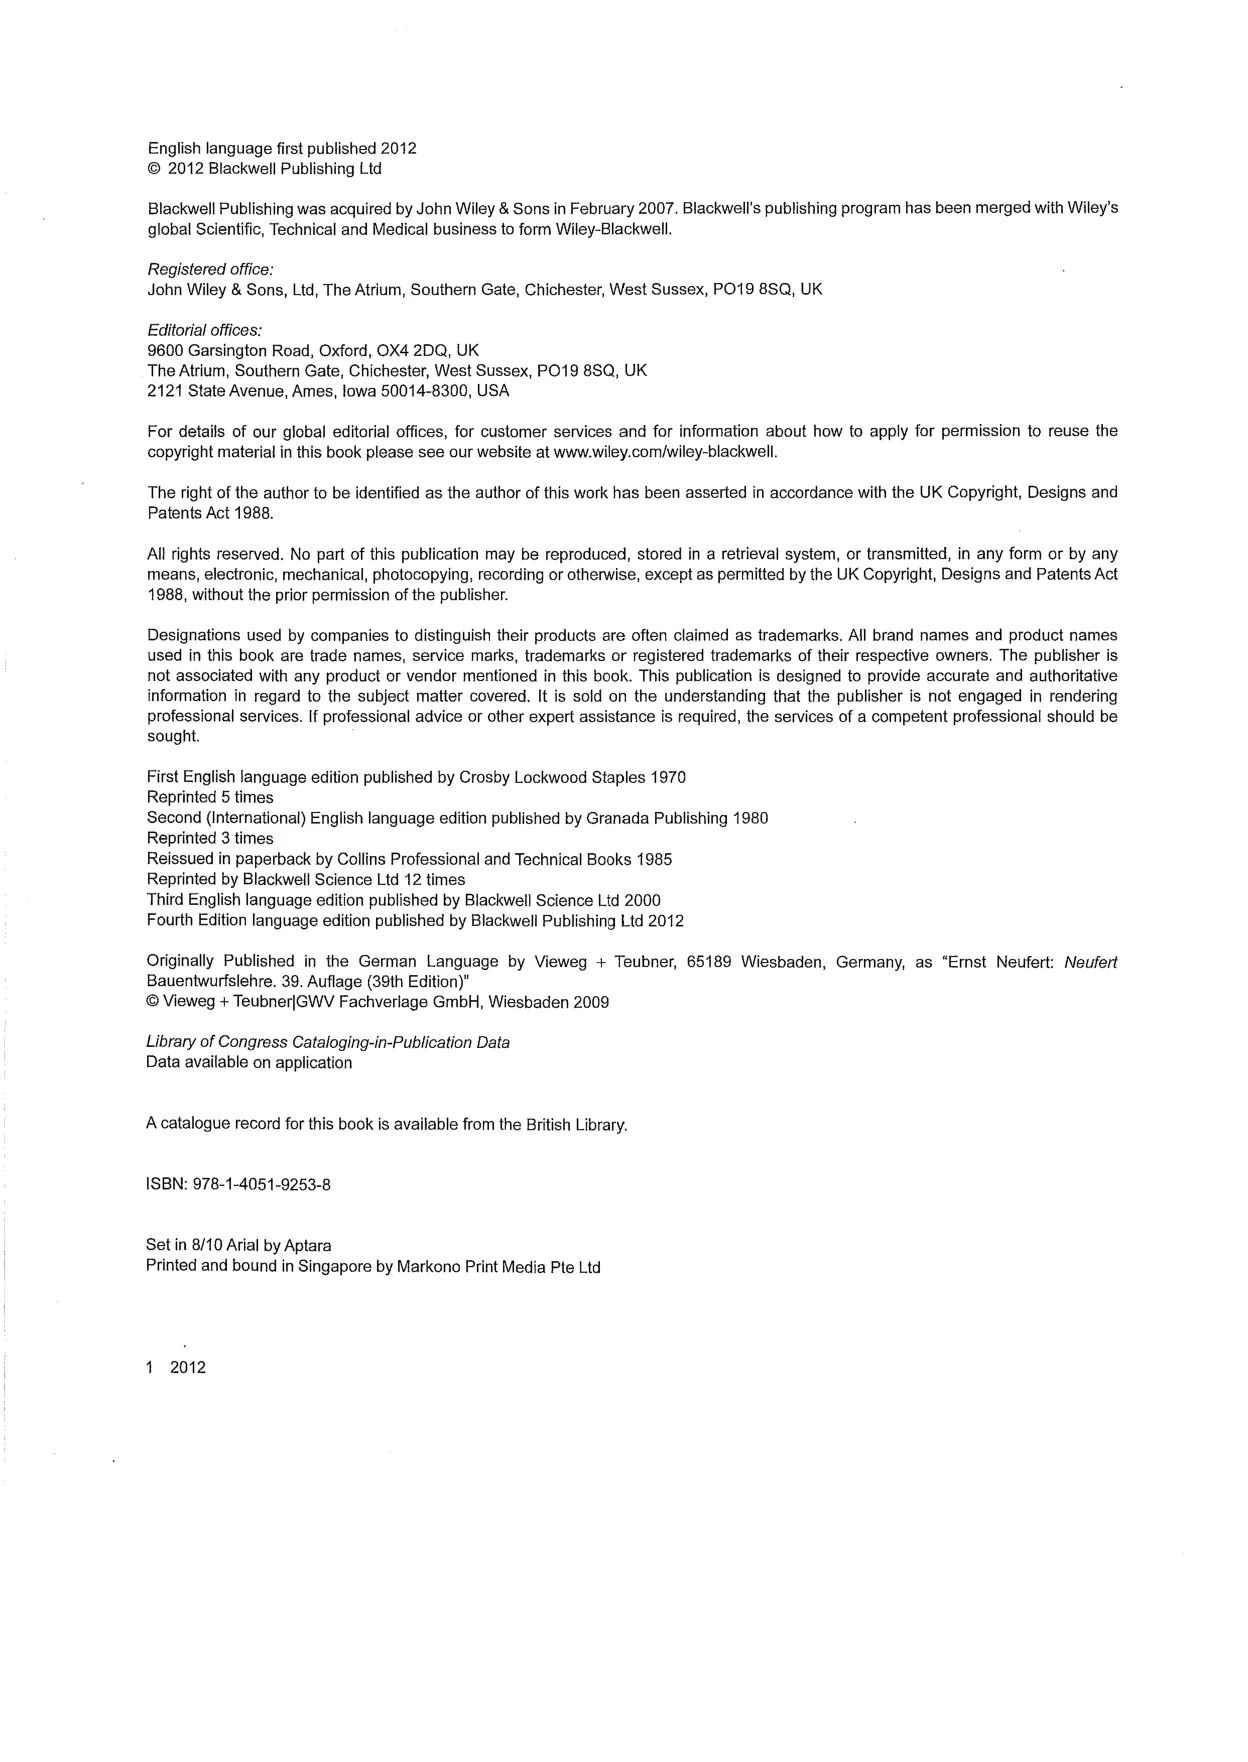 English language first published 2012
© 2012 Blackwell Publishing Ltd
Blackwell Publishing was acquired by John Wiley & Sons in February 2007. Blackwell's publishing program has been merged with Wiley's
global Scientific, Technical and Medical business to form Wiley-Blackwell.
Registered office:
John Wiley & Sons, Ltd, The Atrium, Southern Gate, Chichester, West Sussex, PO19 8SQ, UK
Editorial offices:
9600 Garsington Road, Oxford, OX4 2DQ, UK
The Atrium, Southern Gate, Chichester, West Sussex, PO19 8SQ, UK
2121 State Avenue, Ames, Iowa 50014-8300, USA
For details of our global editorial offices, for customer services and for information about how to apply for permission to reuse the
copyright material in this book please see our website at www.wiley.com/wiley-blackwell.
The right of the author to be identified as the author of this work has been asserted in accordance with the UK Copyright, Designs and
Patents Act 1988.
All rights reserved. No part of this publication may be reproduced, stored in a retrieval system, or transmitted, in any form or by any
means, electronic, mechanical, photocopying, recording or otherwise, except as permitted by the UK Copyright, Designs and Patents Act
1988, without the prior permission of the publisher.
Designations used by companies to distinguish their products are often claimed as trademarks. All brand names and product names
used in this book are trade names, service marks, trademarks or registered trademarks of their respective owners. The publisher is
not associated with any product or vendor mentioned in this book. This publication is designed to provide accurate and authoritative
information in regard to the subject matter covered. It is sold on the understanding that the publisher is not engaged in rendering
professional services. If professional advice or other expert assistance is required, the services of a competent professional should be
sought.
First English language edition published by Crosby Lockwood Staples 1970
Reprinted 5 times
Second (International) English language edition published by Granada Publishing 1980
Reprinted 3 times
Reissued in paperback by Collins Professional and Technical Books 1985
Reprinted by Blackwell Science Ltd 12 times
Third English language edition published by Blackwell Science Ltd 2000
Fourth Edition language edition published by Blackwell Publishing Ltd 2012
Originally Published in the German Language by Vieweg + Teubner, 65189 Wiesbaden, Germany, as “Ernst Neufert: Neufert
Bauentwurfslehre. 39. Auflage (39th Edition)”
© Vieweg + Teubner|GWV Fachverlage GmbH, Wiesbaden 2009
Library of Congress Cataloging-in-Publication Data
Data available on application
A catalogue record for this book is available from the British Library.
ISBN: 978-1-4051-9253-8
Set in 8/10 Arial by Aptara
Printed and bound in Singapore by Markono Print Media Pte Ltd
1 2012